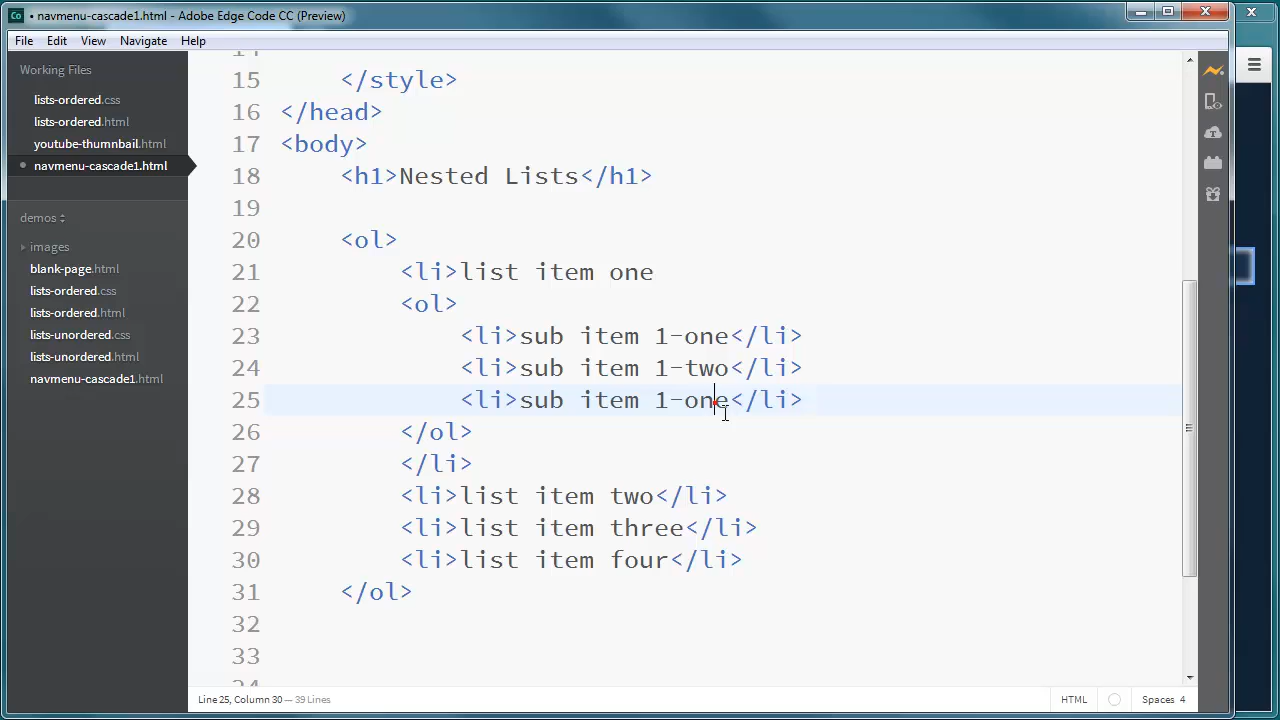 Co • navmenu-cascade1.html - Adobe Edge Code CC (Preview)
File Edit View Navigate Help
Working Files
lists-ordered.css
lists-ordered.html
youtube-thumnbail.html
• navmenu-cascade1.html
demos
images
blank-page.html
lists-ordered.css
lists-ordered.html
lists-unordered.css
lists-unordered.html
navmenu-cascade1.html
14
15 </style>
16 </head>
17 <body>
18 <h1>Nested Lists</h1>
19
20 <ol>
21 <li>list item one
22 <ol>
23 <li>sub item 1-one</li>
24 <li>sub item 1-two</li>
25 <li>sub item 1-one</li>
26 </ol>
27 </li>
28 <li>list item two</li>
29 <li>list item three</li>
30 <li>list item four</li>
31 </ol>
32
33
34
Line 25, Column 30 — 39 Lines HTML Spaces 4